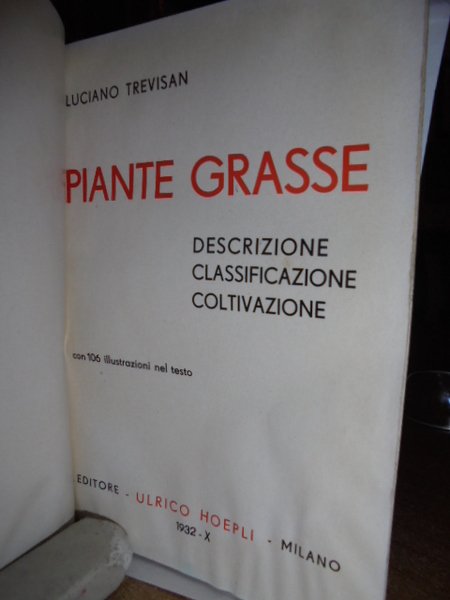 LUCIANO TREVISAN
PIANTE GRASSE
DESCRIZIONE
CLASSIFICAZIONE
COLTIVAZIONE
con 106 illustrazioni nel testo
EDITORE - ULRICO HOEPLI - MILANO
1932-X